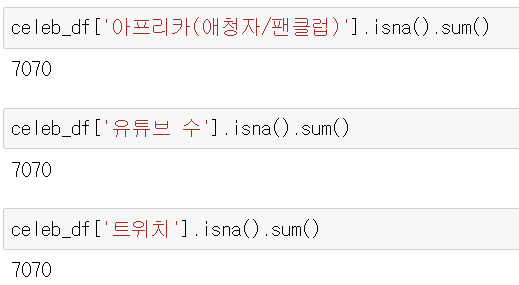 celeb_df['아프리카(애청자/팬클럽)'].isna().sum()
7070
celeb_df['유튜브 수'].isna().sum()
7070
celeb_df['트위치'].isna().sum()
7070